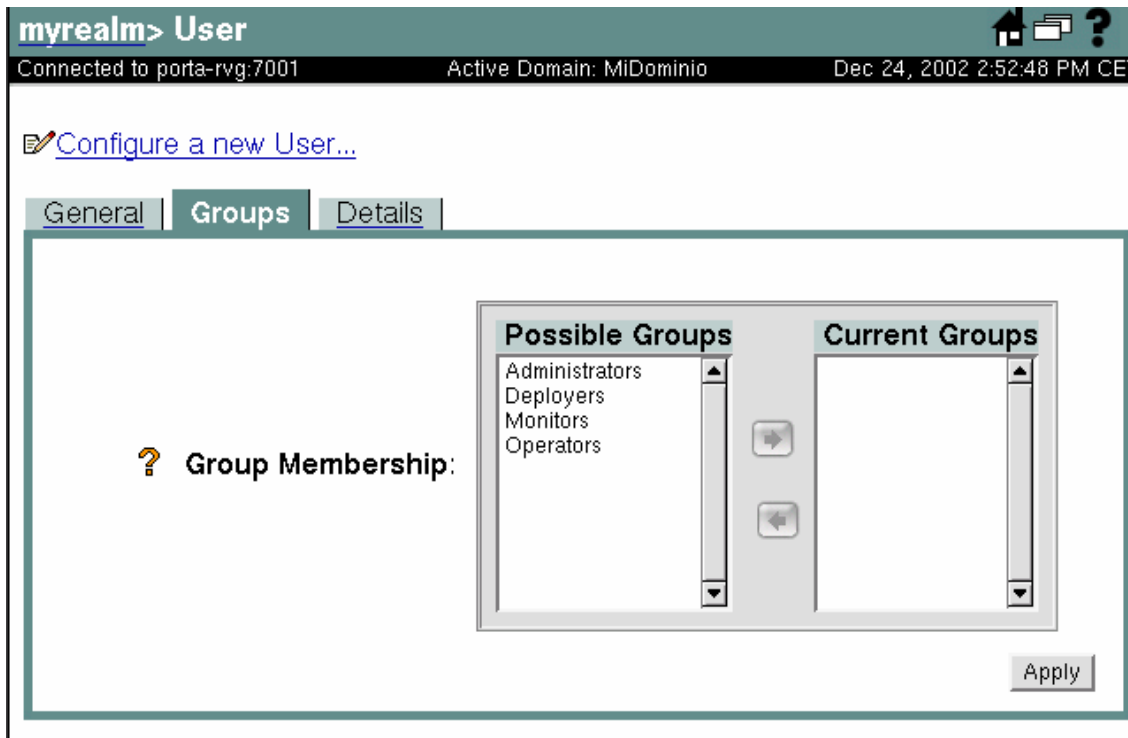 myrealm> User
Connected to porta-rvg:7001 Active Domain: MiDominio Dec 24, 2002 2:52:48 PM
Configure a new User...
General Groups Details
Possible Groups Current Groups
Administrators
Deployers
Monitors
Operators
? Group Membership:
Apply